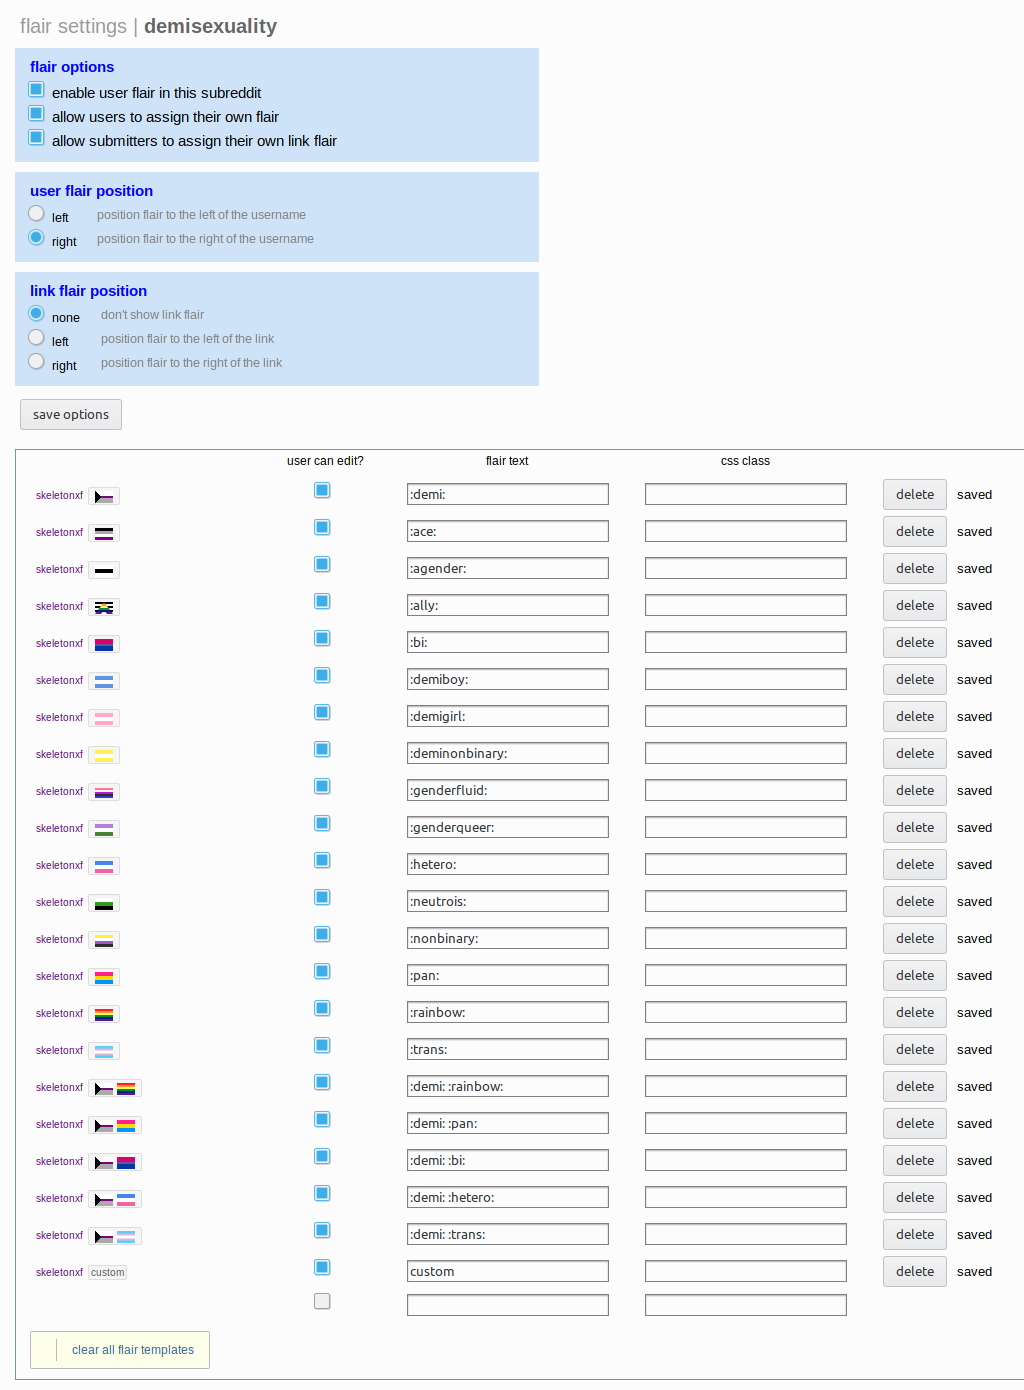 flair settings | demisexuality
flair options
enable user flair in this subreddit
allow users to assign their own flair
allow submitters to assign their own link flair
user flair position
left position flair to the left of the username
right position flair to the right of the username
link flair position
none don't show link flair
left position flair to the left of the link
right position flair to the right of the link
save options
user can edit? flair text css class
skeletonxf :demi: delete saved
skeletonxf :ace: delete saved
skeletonxf :agender: delete saved
skeletonxf :ally: delete saved
skeletonxf :bi: delete saved
skeletonxf :demiboy: delete saved
skeletonxf :demigirl: delete saved
skeletonxf :deminonbinary: delete saved
skeletonxf :genderfluid: delete saved
skeletonxf :genderqueer: delete saved
skeletonxf :hetero: delete saved
skeletonxf :neutrois: delete saved
skeletonxf :nonbinary: delete saved
skeletonxf :pan: delete saved
skeletonxf :rainbow: delete saved
skeletonxf :trans: delete saved
skeletonxf :demi: :rainbow: delete saved
skeletonxf :demi: :pan: delete saved
skeletonxf :demi: :bi: delete saved
skeletonxf :demi: :hetero: delete saved
skeletonxf :demi: :trans: delete saved
skeletonxf custom custom delete saved
clear all flair templates